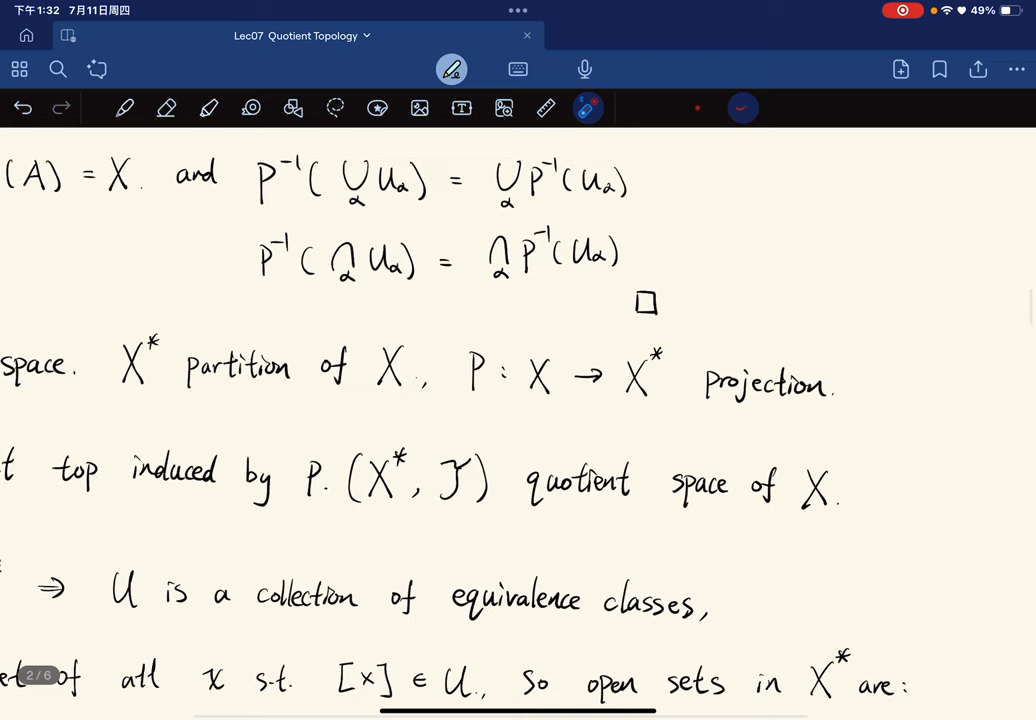 下午1:32 7月11日周四
49%
Lec07 Quotient Topology
(A) = X. and P⁻¹(⋃_α U_α) = ⋃_α P⁻¹(U_α)
P⁻¹(⋂_α U_α) = ⋂_α P⁻¹(U_α)
□
space. X* partition of X, P : X → X* projection.
t top induced by P. (X*, 𝒯) quotient space of X.
⇒ U is a collection of equivalence classes,
2/6
et of all x s.t. [x] ∈ U, So open sets in X* are: